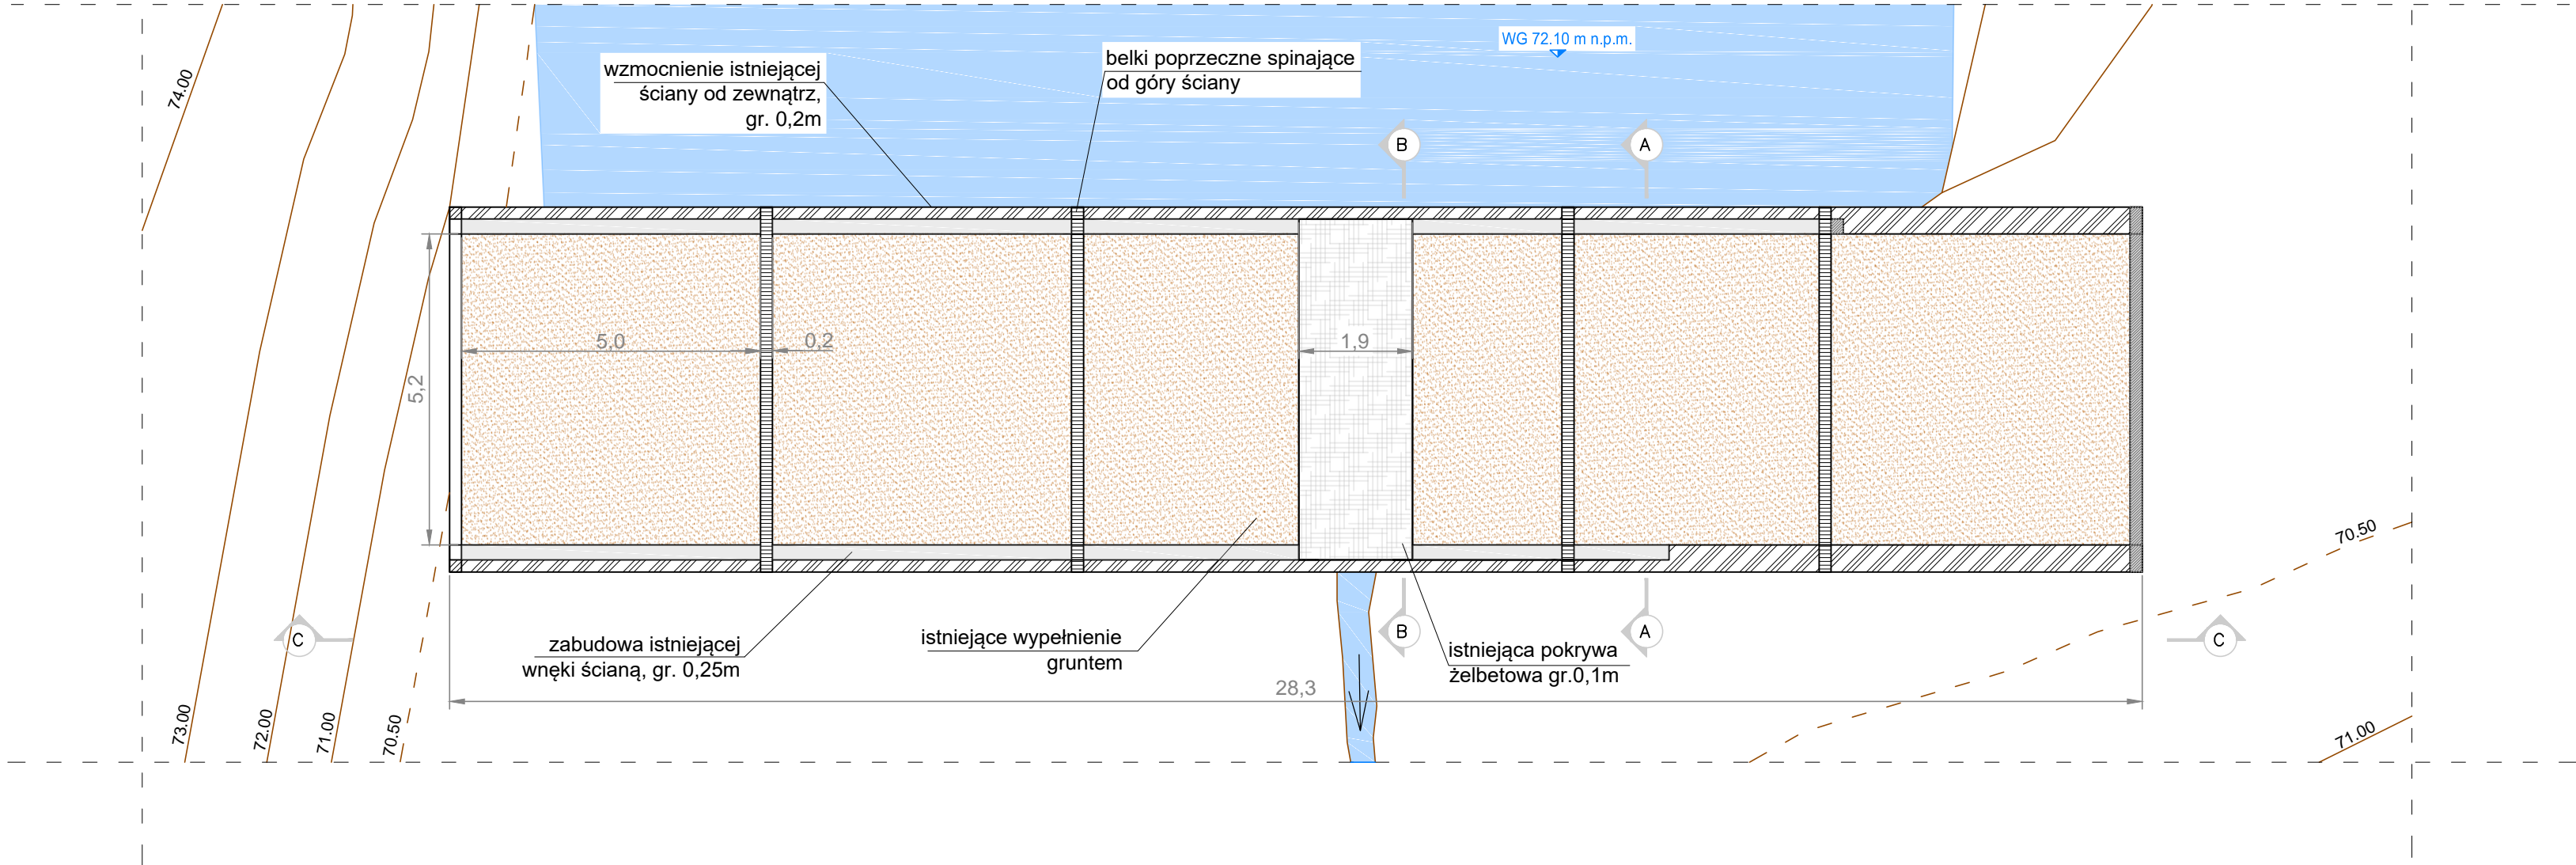 WG 72.10 m n.p.m.
wzmocnienie istniejącej
ściany od zewnątrz,
gr. 0,2m
belki poprzeczne spinające
od góry ściany
74.00
B
A
5,0
0,2
1,9
5,2
70.50
zabudowa istniejącej
wnęki ścianą, gr. 0,25m
istniejące wypełnienie
gruntem
B
A
istniejąca pokrywa
żelbetowa gr.0,1m
C
C
28,3
73.00
72.00
71.00
70.50
71.00